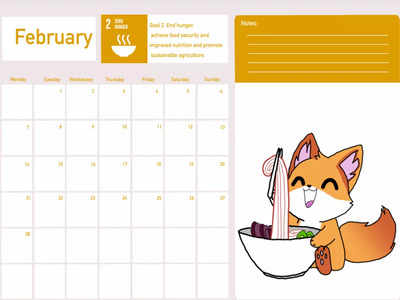 February
2 ZERO
HUNGER
Goal 2: End hunger
achieve food security and
improved nutrition and promote
sustainable agriculture
Notes:
Monday Tuesday Wednesday Thursday Friday Saturday Sunday
1 2 3 4 5 6
7 8 9 10 11 12 13
14 15 16 17 18 19 20
21 22 23 24 25 26 27
28